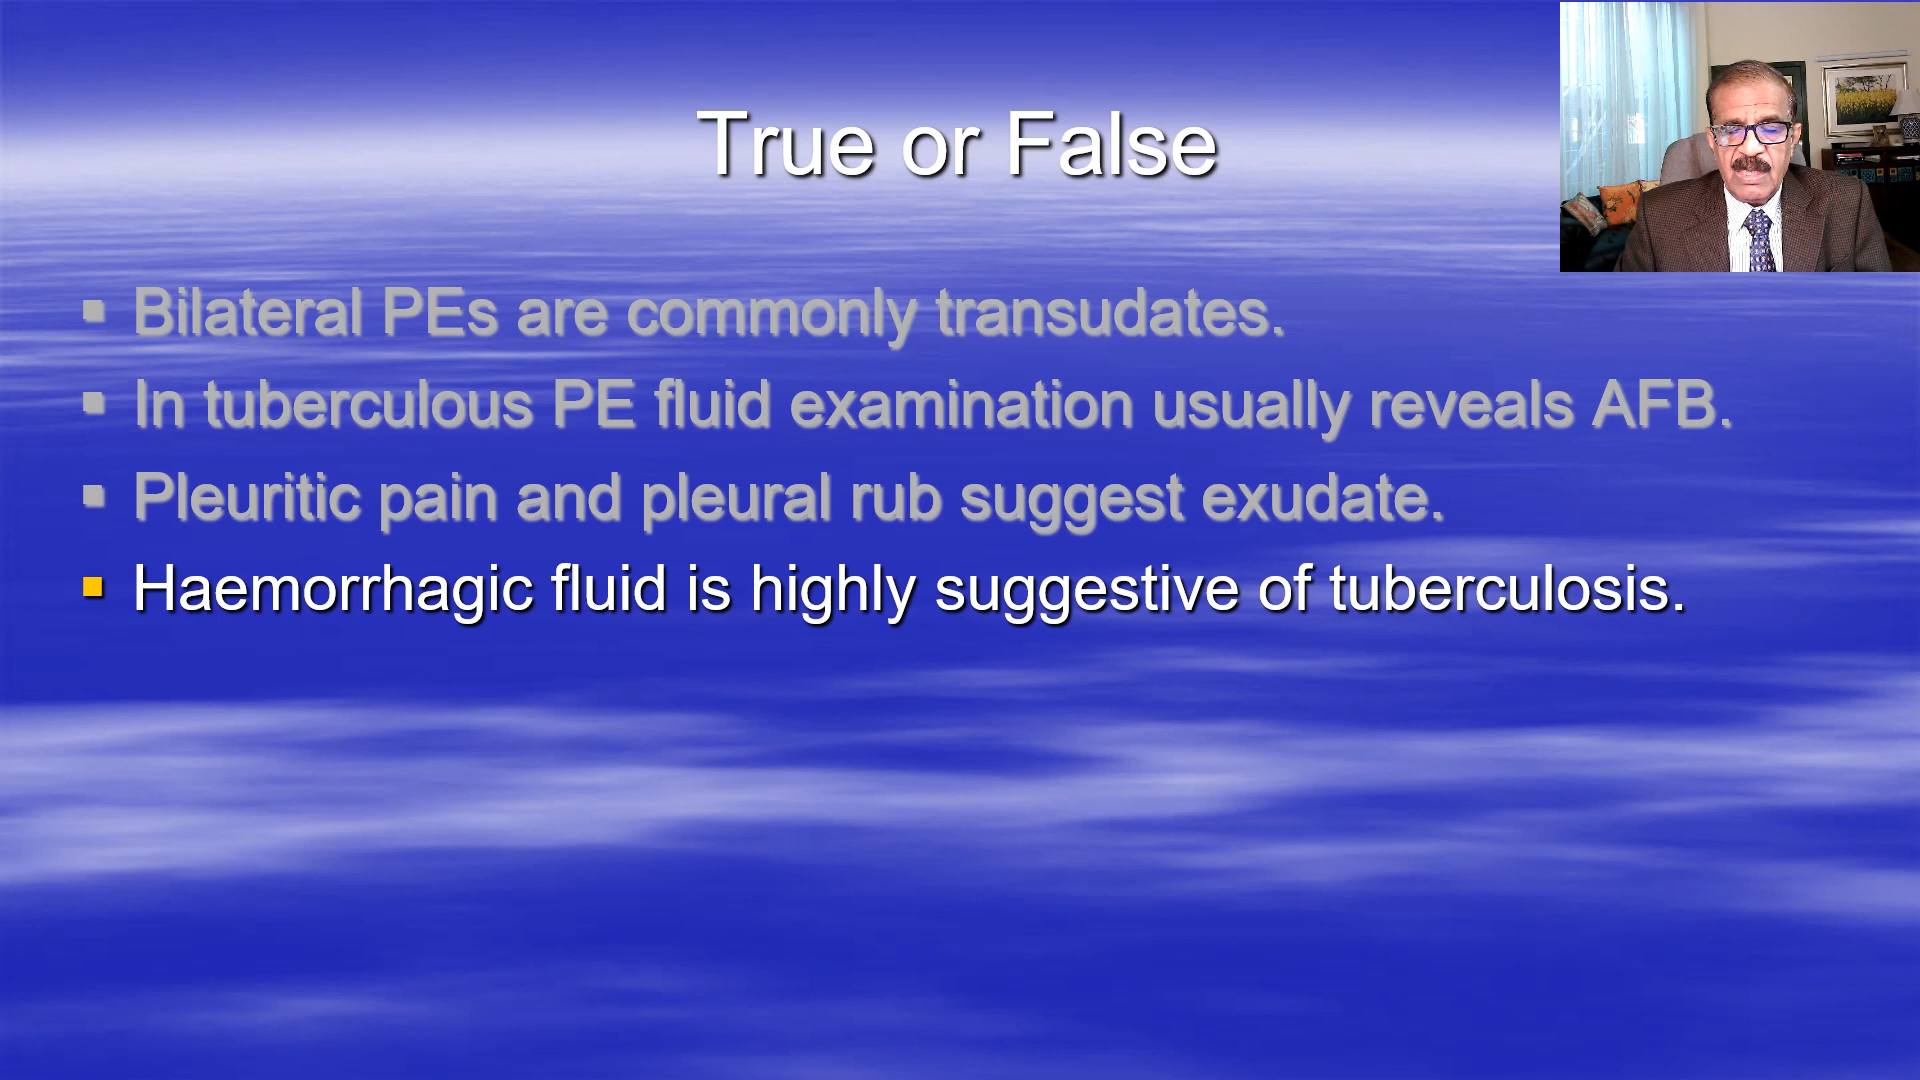 True or False
Bilateral PEs are commonly transudates.
In tuberculous PE fluid examination usually reveals AFB.
Pleuritic pain and pleural rub suggest exudate.
Haemorrhagic fluid is highly suggestive of tuberculosis.